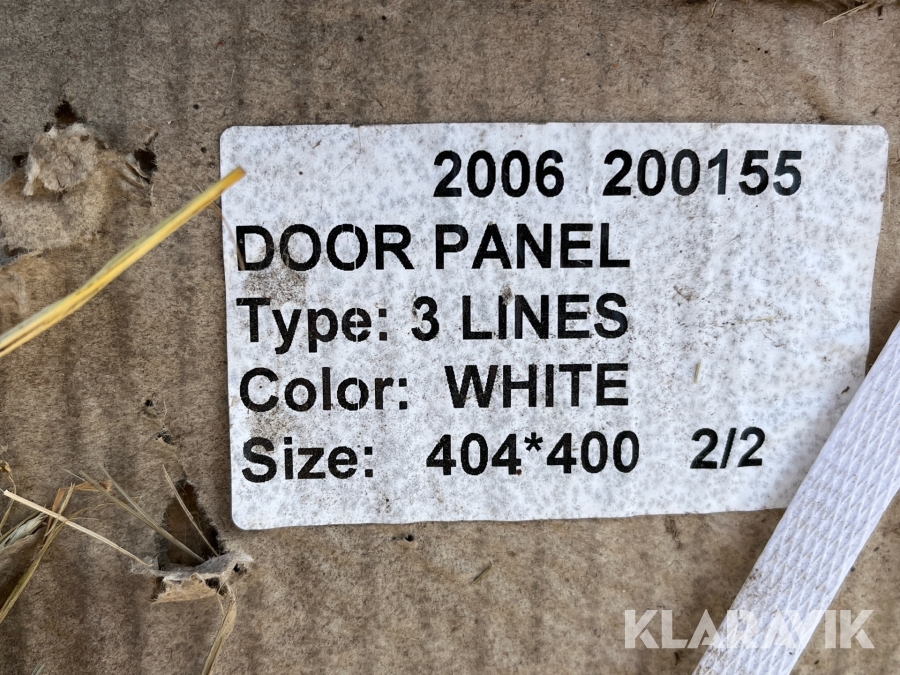 2006 200155
DOOR PANEL
Type: 3 LINES
Color: WHITE
Size: 404*400 2/2
KLARAVIK